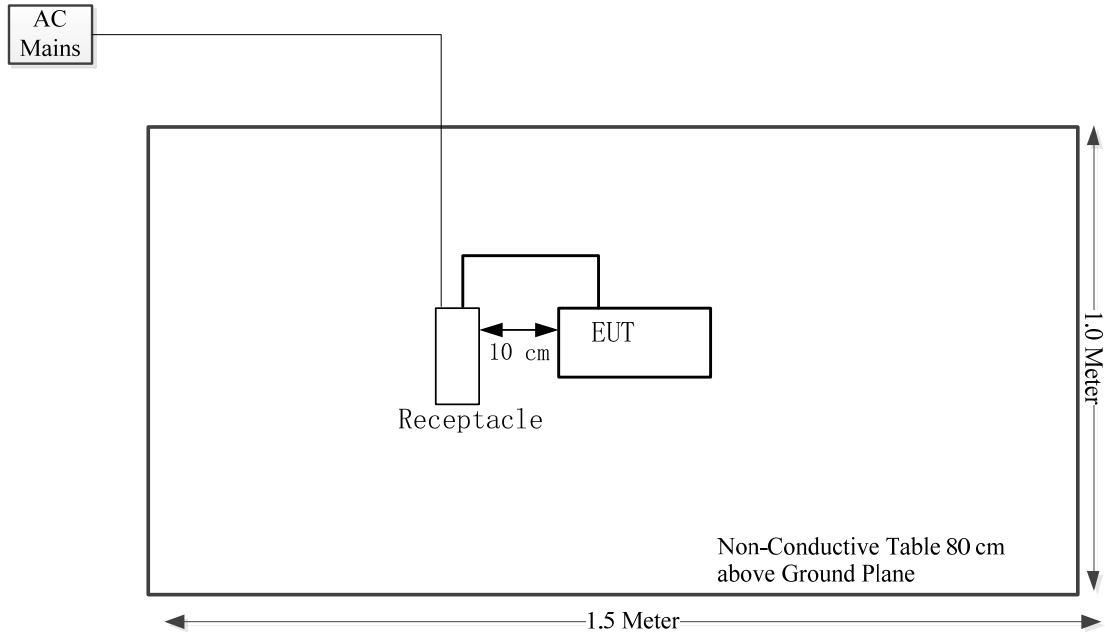 AC
Mains
EUT
10 cm
Receptacle
1.0 Meter
Non-Conductive Table 80 cm
above Ground Plane
1.5 Meter